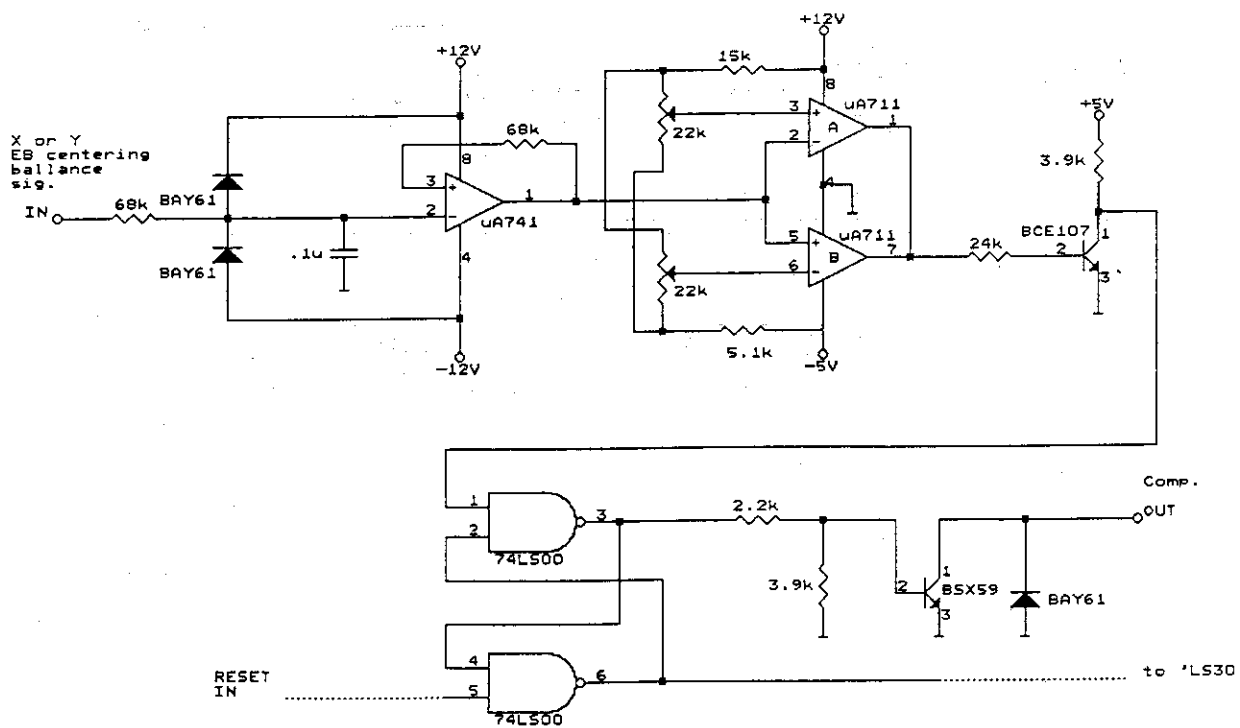 +12V
+12V
15k
8
uA711
3
+
1
A
2
-
22k
+5V
X or Y
EB centering
ballance
sig.
68k
8
3
+
1
2
-
uA741
3.9k
BAY61
IN
68k
4
uA711
BCE107
1
2
3
5
+
7
B
6
-
24k
BAY61
.1u
4
22k
5.1k
-12V
-5V
Comp.
OUT
1
3
2
74LS00
2.2k
3.9k
1
2
BSX59
3
BAY61
4
6
5
74LS00
RESET
IN
to 'LS30